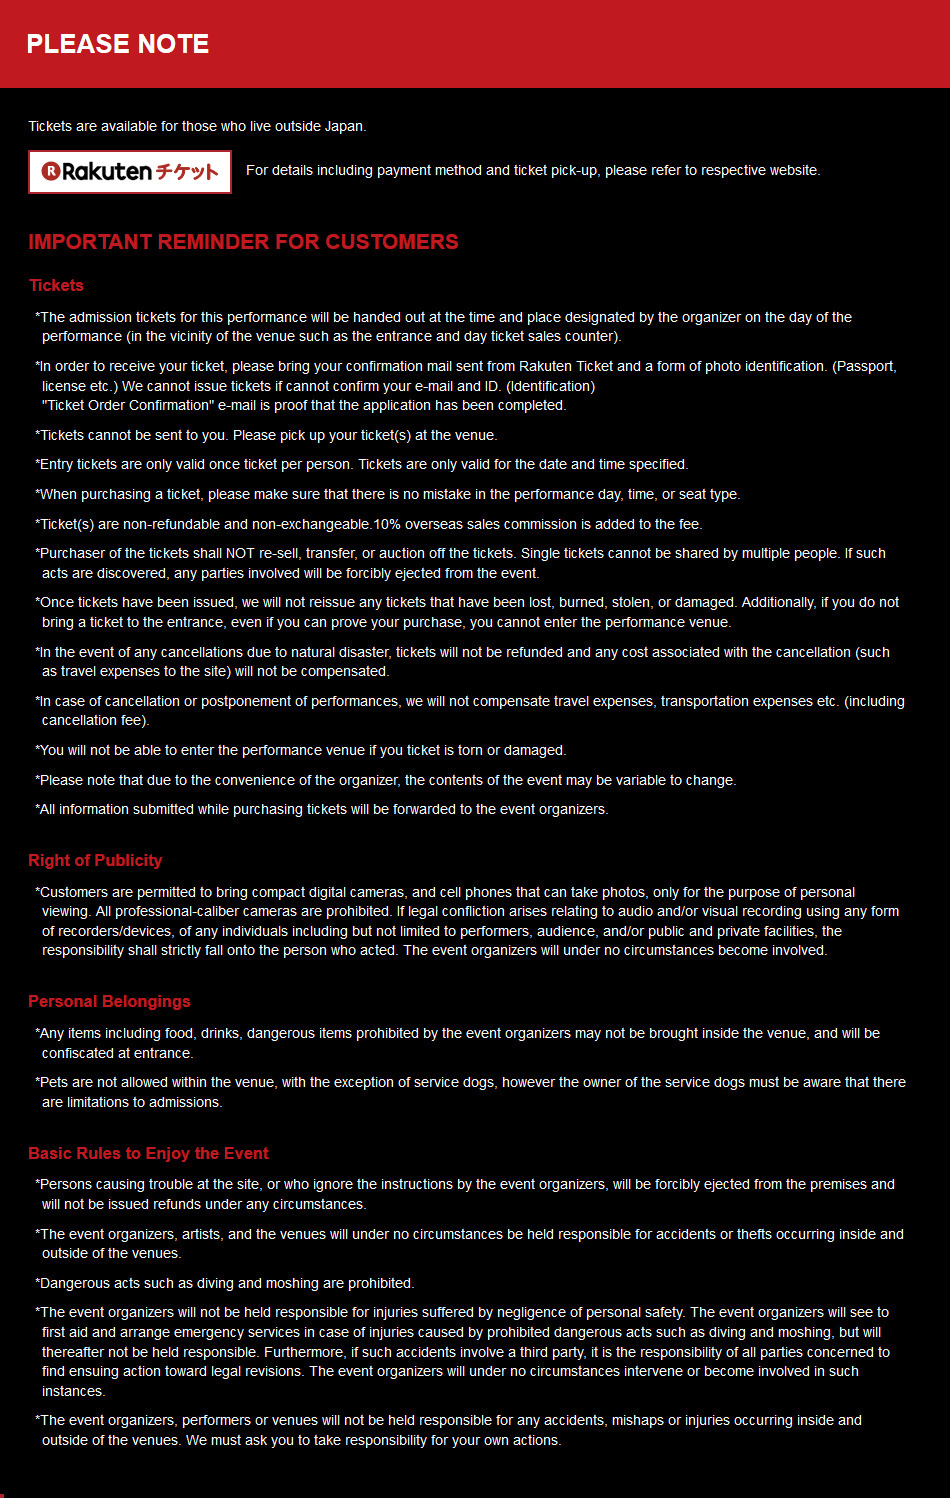 PLEASE NOTE
Tickets are available for those who live outside Japan.
R Rakuten チケット For details including payment method and ticket pick-up, please refer to respective website.
IMPORTANT REMINDER FOR CUSTOMERS
Tickets
*The admission tickets for this performance will be handed out at the time and place designated by the organizer on the day of the
performance (in the vicinity of the venue such as the entrance and day ticket sales counter).
*In order to receive your ticket, please bring your confirmation mail sent from Rakuten Ticket and a form of photo identification. (Passport,
license etc.) We cannot issue tickets if cannot confirm your e-mail and ID. (Identification)
"Ticket Order Confirmation" e-mail is proof that the application has been completed.
*Tickets cannot be sent to you. Please pick up your ticket(s) at the venue.
*Entry tickets are only valid once ticket per person. Tickets are only valid for the date and time specified.
*When purchasing a ticket, please make sure that there is no mistake in the performance day, time, or seat type.
*Ticket(s) are non-refundable and non-exchangeable.10% overseas sales commission is added to the fee.
*Purchaser of the tickets shall NOT re-sell, transfer, or auction off the tickets. Single tickets cannot be shared by multiple people. If such
acts are discovered, any parties involved will be forcibly ejected from the event.
*Once tickets have been issued, we will not reissue any tickets that have been lost, burned, stolen, or damaged. Additionally, if you do not
bring a ticket to the entrance, even if you can prove your purchase, you cannot enter the performance venue.
*In the event of any cancellations due to natural disaster, tickets will not be refunded and any cost associated with the cancellation (such
as travel expenses to the site) will not be compensated.
*In case of cancellation or postponement of performances, we will not compensate travel expenses, transportation expenses etc. (including
cancellation fee).
*You will not be able to enter the performance venue if you ticket is torn or damaged.
*Please note that due to the convenience of the organizer, the contents of the event may be variable to change.
*All information submitted while purchasing tickets will be forwarded to the event organizers.
Right of Publicity
*Customers are permitted to bring compact digital cameras, and cell phones that can take photos, only for the purpose of personal
viewing. All professional-caliber cameras are prohibited. If legal confliction arises relating to audio and/or visual recording using any form
of recorders/devices, of any individuals including but not limited to performers, audience, and/or public and private facilities, the
responsibility shall strictly fall onto the person who acted. The event organizers will under no circumstances become involved.
Personal Belongings
*Any items including food, drinks, dangerous items prohibited by the event organizers may not be brought inside the venue, and will be
confiscated at entrance.
*Pets are not allowed within the venue, with the exception of service dogs, however the owner of the service dogs must be aware that there
are limitations to admissions.
Basic Rules to Enjoy the Event
*Persons causing trouble at the site, or who ignore the instructions by the event organizers, will be forcibly ejected from the premises and
will not be issued refunds under any circumstances.
*The event organizers, artists, and the venues will under no circumstances be held responsible for accidents or thefts occurring inside and
outside of the venues.
*Dangerous acts such as diving and moshing are prohibited.
*The event organizers will not be held responsible for injuries suffered by negligence of personal safety. The event organizers will see to
first aid and arrange emergency services in case of injuries caused by prohibited dangerous acts such as diving and moshing, but will
thereafter not be held responsible. Furthermore, if such accidents involve a third party, it is the responsibility of all parties concerned to
find ensuing action toward legal revisions. The event organizers will under no circumstances intervene or become involved in such
instances.
*The event organizers, performers or venues will not be held responsible for any accidents, mishaps or injuries occurring inside and
outside of the venues. We must ask you to take responsibility for your own actions.